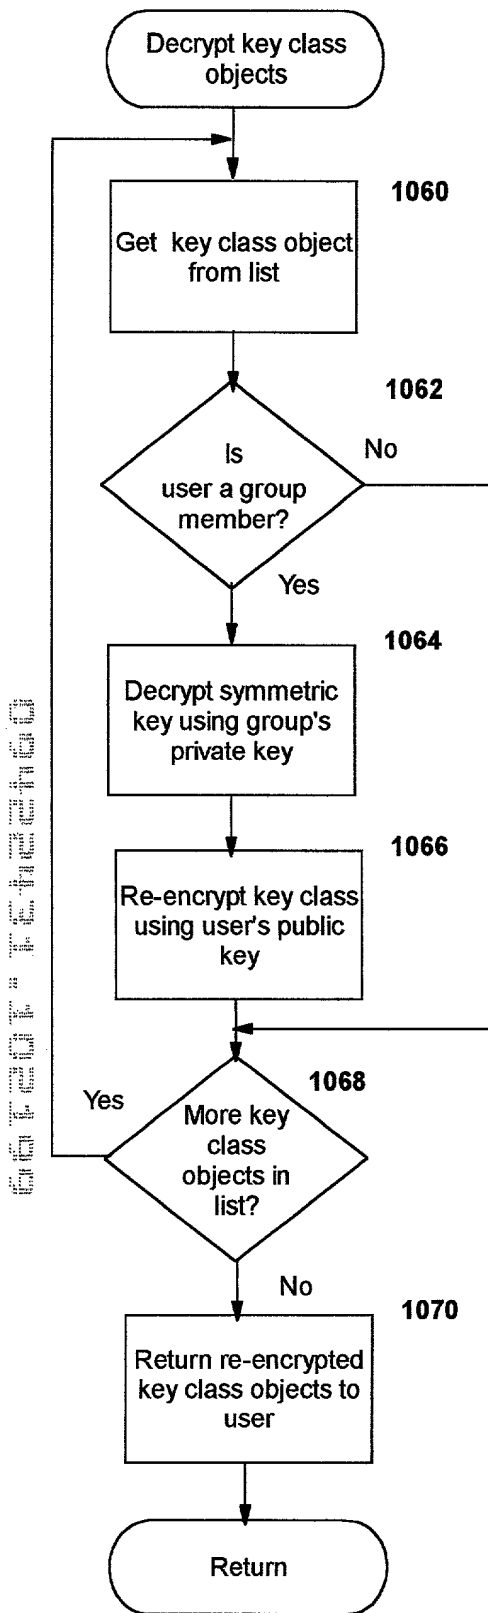 Decrypt key class
objects
1060
Get key class object
from list
1062
Is
user a group
member?
No
Yes
1064
Decrypt symmetric
key using group's
private key
1066
Re-encrypt key class
using user's public
key
1068
Yes
More key
class
objects in
list?
No
1070
Return re-encrypted
key class objects to
user
Return